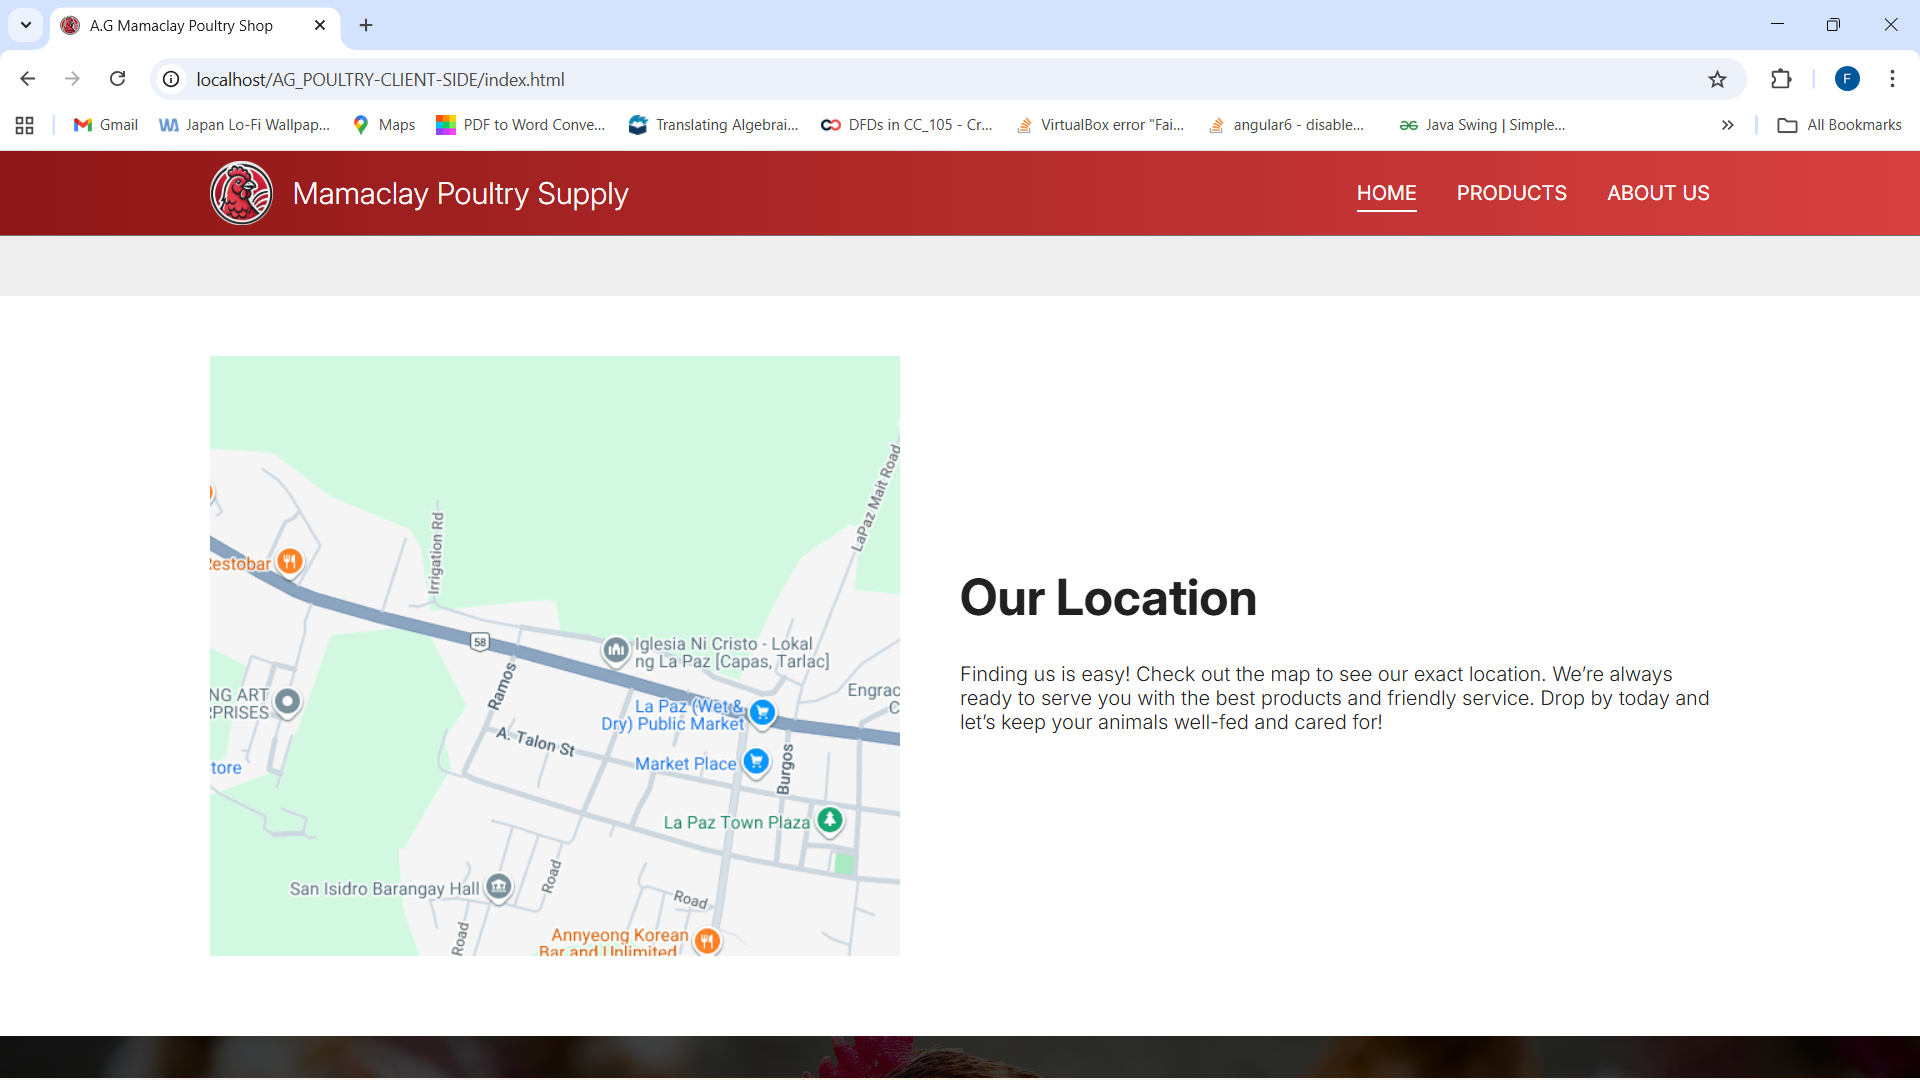 A.G Mamaclay Poultry Shop
localhost/AG_POULTRY-CLIENT-SIDE/index.html
F
Gmail
Japan Lo-Fi Wallpap...
Maps
PDF to Word Conve...
Translating Algebrai...
DFDs in CC_105 - Cr...
VirtualBox error "Fai...
angular6 - disable...
Java Swing | Simple...
All Bookmarks
Mamaclay Poultry Supply
HOME
PRODUCTS
ABOUT US
LaPaz Mait Road
Irrigation Rd
estobar
58
Iglesia Ni Cristo - Lokal
ng La Paz [Capas, Tarlac]
Ramos
NG ART
RPRISES
Engrac
C
La Paz (Wet &
Dry) Public Market
A. Talon St
Market Place
Burgos
tore
La Paz Town Plaza
San Isidro Barangay Hall
Road
Road
Road
Annyeong Korean
Bar and Unlimited
Our Location
Finding us is easy! Check out the map to see our exact location. We’re always
ready to serve you with the best products and friendly service. Drop by today and
let’s keep your animals well-fed and cared for!